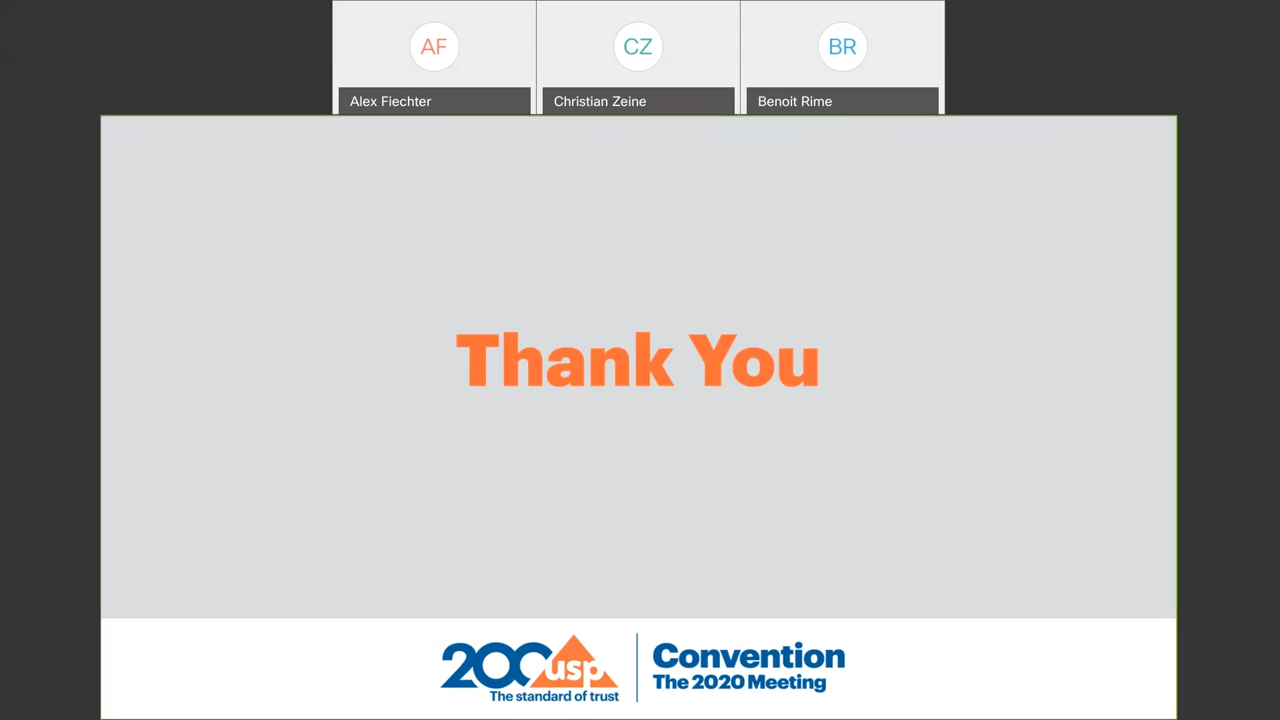 AF CZ BR
Alex Fiechter Christian Zeine Benoit Rime
Thank You
200 usp
The standard of trust
Convention
The 2020 Meeting